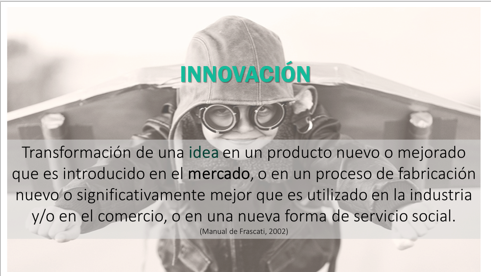 INNOVACIÓN
Transformación de una idea en un producto nuevo o mejorado
que es introducido en el mercado, o en un proceso de fabricación
nuevo o significativamente mejor que es utilizado en la industria
y/o en el comercio, o en una nueva forma de servicio social.
(Manual de Frascati, 2002)